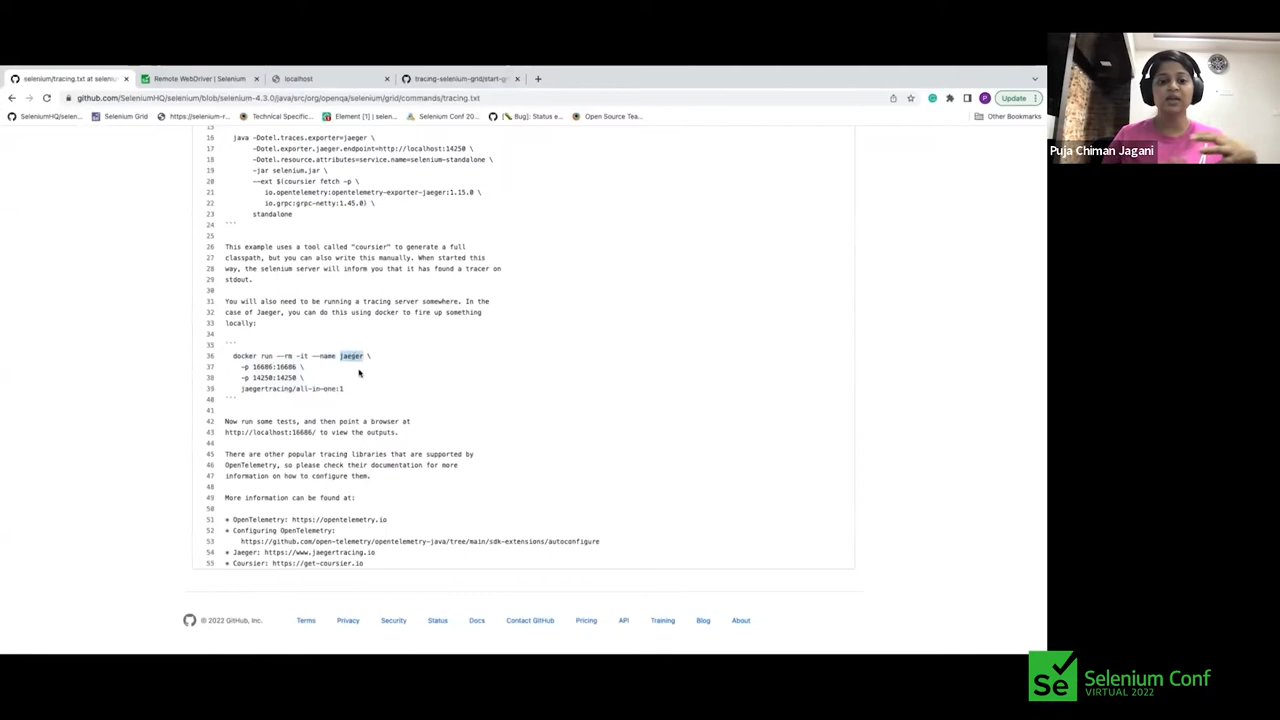 selenium/tracing.txt at selen
Remote WebDriver | Selenium
localhost
tracing-selenium-grid/start-g
github.com/SeleniumHQ/selenium/blob/selenium-4.3.0/java/src/org/openqa/selenium/grid/commands/tracing.txt
Update
SeleniumHQ/selen...
Selenium Grid
https://selenium-r...
Technical Specific...
Element [1] | selen...
Selenium Conf 20...
[🐛 Bug]: Status e...
Open Source Tea...
Other Bookmarks
15
16 java -Dotel.traces.exporter=jaeger \
17 -Dotel.exporter.jaeger.endpoint=http://localhost:14250 \
18 -Dotel.resource.attributes=service.name=selenium-standalone \
19 -jar selenium.jar \
20 --ext $(coursier fetch -p \
21 io.opentelemetry:opentelemetry-exporter-jaeger:1.15.0 \
22 io.grpc:grpc-netty:1.45.0) \
23 standalone
24 ```
25
26 This example uses a tool called "coursier" to generate a full
27 classpath, but you can also write this manually. When started this
28 way, the selenium server will inform you that it has found a tracer on
29 stdout.
30
31 You will also need to be running a tracing server somewhere. In the
32 case of Jaeger, you can do this using docker to fire up something
33 locally:
34
35 ```
36 docker run --rm -it --name jaeger \
37 -p 16686:16686 \
38 -p 14250:14250 \
39 jaegertracing/all-in-one:1
40 ```
41
42 Now run some tests, and then point a browser at
43 http://localhost:16686/ to view the outputs.
44
45 There are other popular tracing libraries that are supported by
46 OpenTelemetry, so please check their documentation for more
47 information on how to configure them.
48
49 More information can be found at:
50
51 * OpenTelemetry: https://opentelemetry.io
52 * Configuring OpenTelemetry:
53 https://github.com/open-telemetry/opentelemetry-java/tree/main/sdk-extensions/autoconfigure
54 * Jaeger: https://www.jaegertracing.io
55 * Coursier: https://get-coursier.io
© 2022 GitHub, Inc.
Terms
Privacy
Security
Status
Docs
Contact GitHub
Pricing
API
Training
Blog
About
Puja Chiman Jagani
Se
Selenium Conf
VIRTUAL 2022